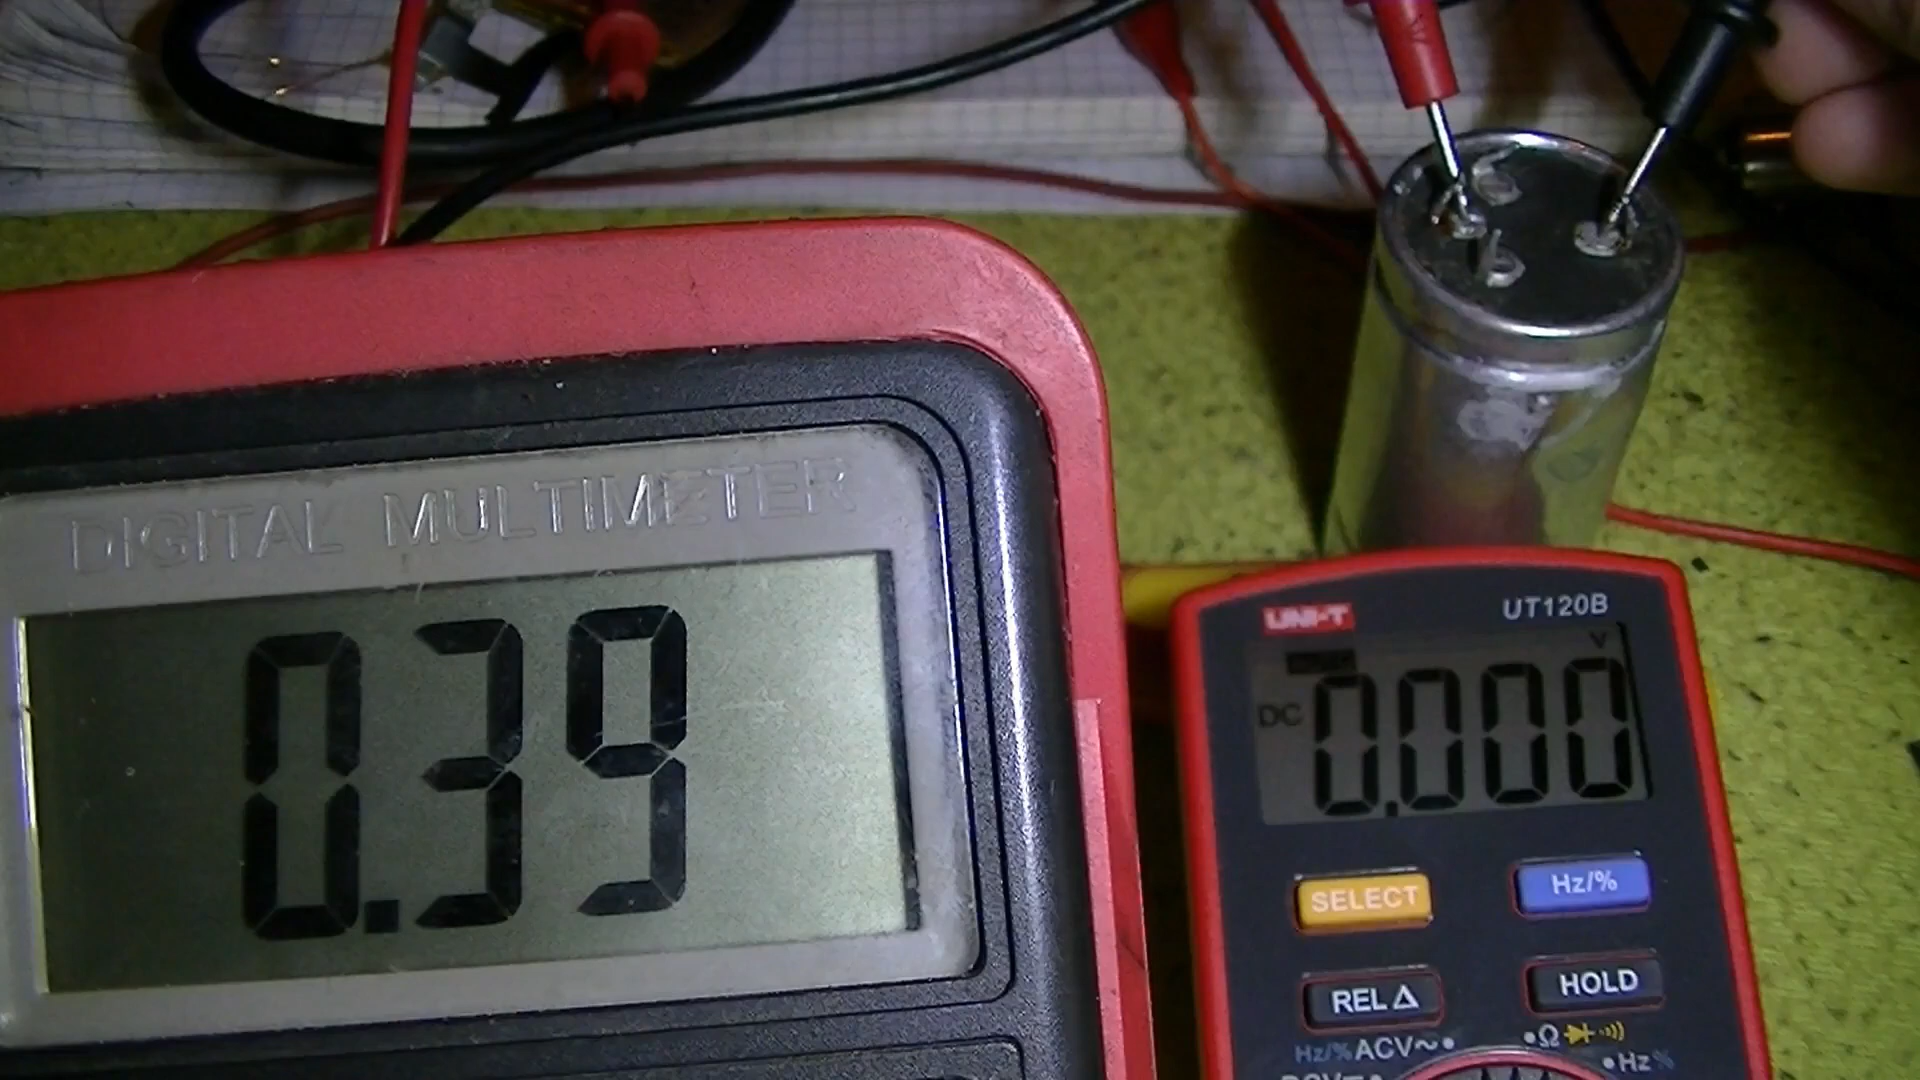 DIGITAL MULTIMETER
0.39
UNI-T
UT120B
V
DC
0.000
SELECT
Hz/%
REL Δ
HOLD
Hz/% ACV~
Ω
Hz%